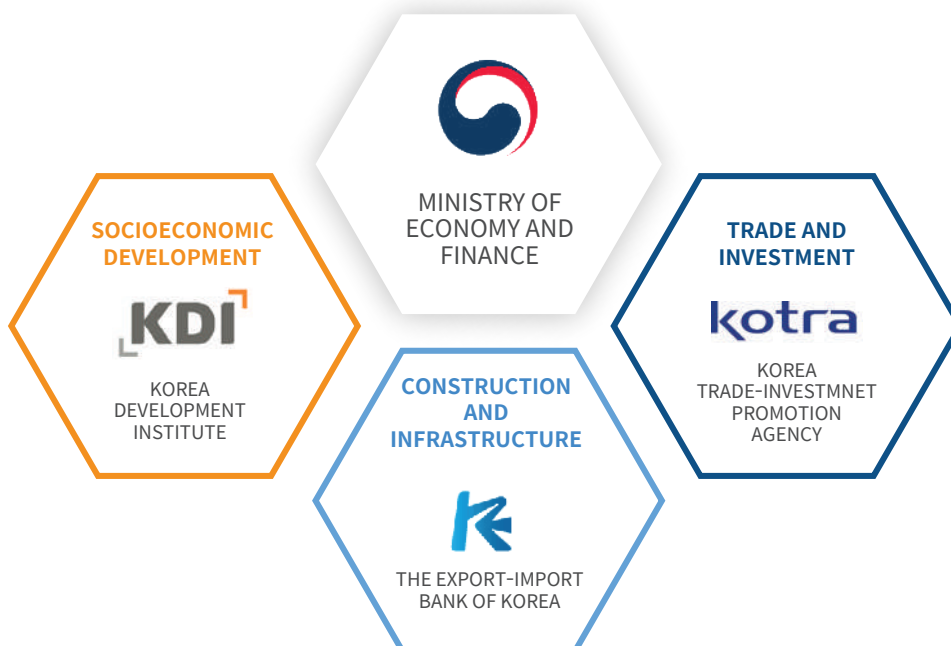 MINISTRY OF
ECONOMY AND
FINANCE
SOCIOECONOMIC
DEVELOPMENT
KDI
KOREA
DEVELOPMENT
INSTITUTE
TRADE AND
INVESTMENT
kotra
KOREA
TRADE-INVESTMNET
PROMOTION
AGENCY
CONSTRUCTION
AND
INFRASTRUCTURE
THE EXPORT-IMPORT
BANK OF KOREA